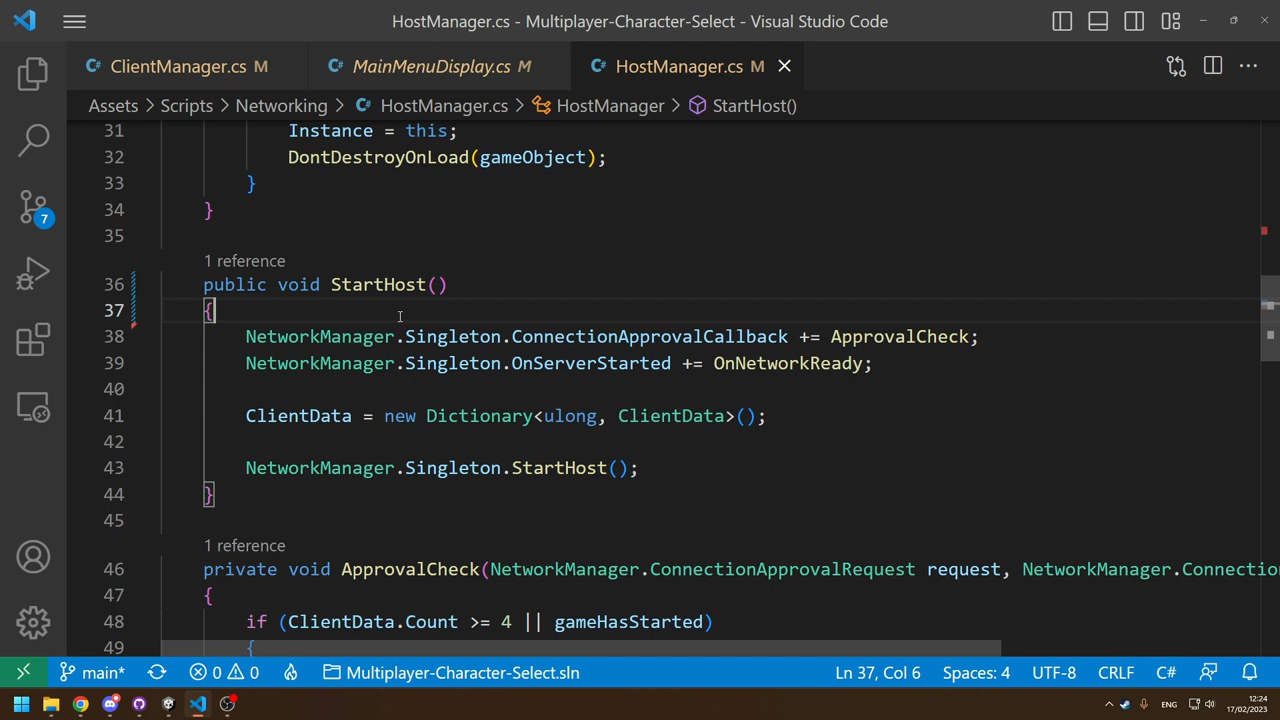 HostManager.cs - Multiplayer-Character-Select - Visual Studio Code
ClientManager.cs M MainMenuDisplay.cs M HostManager.cs M
Assets > Scripts > Networking > HostManager.cs > HostManager > StartHost()
31 Instance = this;
32 DontDestroyOnLoad(gameObject);
33 }
34 }
35
1 reference
36 public void StartHost()
37 {
38 NetworkManager.Singleton.ConnectionApprovalCallback += ApprovalCheck;
39 NetworkManager.Singleton.OnServerStarted += OnNetworkReady;
40
41 ClientData = new Dictionary<ulong, ClientData>();
42
43 NetworkManager.Singleton.StartHost();
44 }
45
1 reference
46 private void ApprovalCheck(NetworkManager.ConnectionApprovalRequest request, NetworkManager.Connectio
47 {
48 if (ClientData.Count >= 4 || gameHasStarted)
49 {
7
main* 0 0 Multiplayer-Character-Select.sln Ln 37, Col 6 Spaces: 4 UTF-8 CRLF C#
ENG 12:24
17/02/2023